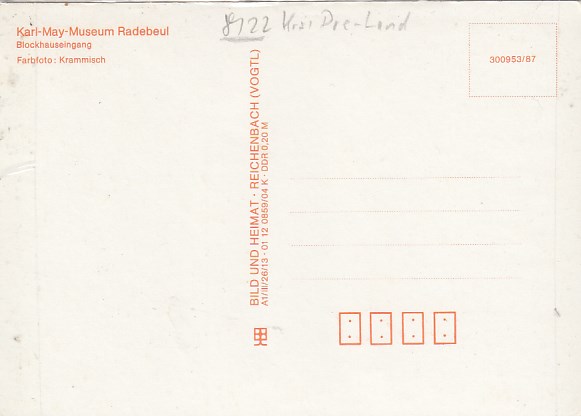 Karl-May-Museum Radebeul
Blockhauseingang
Farbfoto: Krammisch
8122
300953/87
BILD UND HEIMAT · REICHENBACH (VOGTL)
A1/III/26/13 · 01 12 0859/04 K · DDR 0,20 M